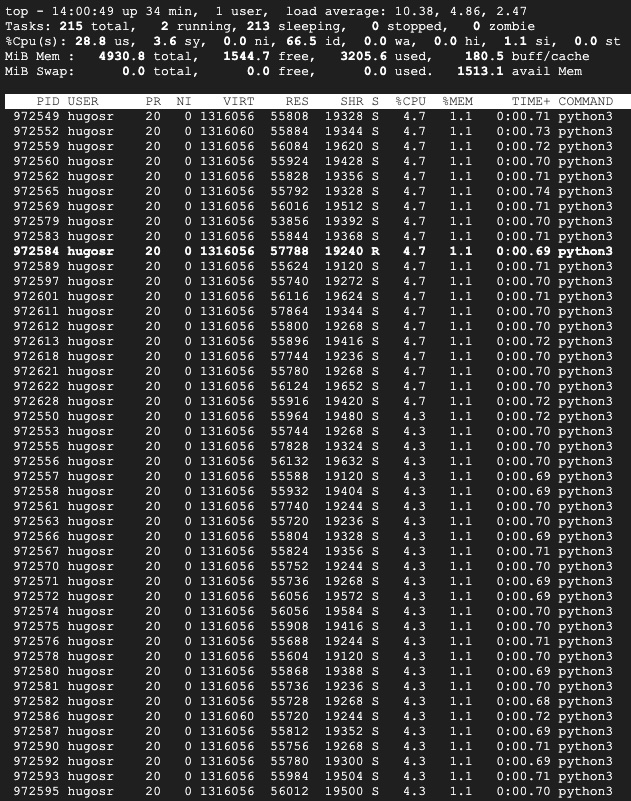 top - 14:00:49 up 34 min,  1 user,  load average: 10.38, 4.86, 2.47
Tasks: 215 total,   2 running, 213 sleeping,   0 stopped,   0 zombie
%Cpu(s): 28.8 us,  3.6 sy,  0.0 ni, 66.5 id,  0.0 wa,  0.0 hi,  1.1 si,  0.0 st
MiB Mem :   4930.8 total,   1544.7 free,   3205.6 used,    180.5 buff/cache
MiB Swap:      0.0 total,      0.0 free,      0.0 used.   1513.1 avail Mem
PID USER PR NI VIRT RES SHR S %CPU %MEM TIME+ COMMAND
972549 hugosr 20 0 1316056 55808 19328 S 4.7 1.1 0:00.71 python3
972552 hugosr 20 0 1316060 55884 19344 S 4.7 1.1 0:00.73 python3
972559 hugosr 20 0 1316056 56084 19620 S 4.7 1.1 0:00.72 python3
972560 hugosr 20 0 1316056 55924 19428 S 4.7 1.1 0:00.70 python3
972562 hugosr 20 0 1316056 55828 19356 S 4.7 1.1 0:00.71 python3
972565 hugosr 20 0 1316056 55792 19328 S 4.7 1.1 0:00.74 python3
972569 hugosr 20 0 1316056 56016 19512 S 4.7 1.1 0:00.71 python3
972579 hugosr 20 0 1316056 53856 19392 S 4.7 1.1 0:00.70 python3
972583 hugosr 20 0 1316056 55844 19368 S 4.7 1.1 0:00.71 python3
972584 hugosr 20 0 1316056 57788 19240 R 4.7 1.1 0:00.69 python3
972589 hugosr 20 0 1316056 55624 19120 S 4.7 1.1 0:00.71 python3
972597 hugosr 20 0 1316056 55740 19272 S 4.7 1.1 0:00.70 python3
972601 hugosr 20 0 1316056 56116 19624 S 4.7 1.1 0:00.71 python3
972611 hugosr 20 0 1316056 57864 19344 S 4.7 1.1 0:00.70 python3
972612 hugosr 20 0 1316056 55800 19268 S 4.7 1.1 0:00.70 python3
972613 hugosr 20 0 1316056 55896 19416 S 4.7 1.1 0:00.72 python3
972618 hugosr 20 0 1316056 57744 19236 S 4.7 1.1 0:00.70 python3
972621 hugosr 20 0 1316056 55780 19268 S 4.7 1.1 0:00.70 python3
972622 hugosr 20 0 1316056 56124 19652 S 4.7 1.1 0:00.70 python3
972628 hugosr 20 0 1316056 55916 19420 S 4.7 1.1 0:00.72 python3
972550 hugosr 20 0 1316056 55964 19480 S 4.3 1.1 0:00.72 python3
972553 hugosr 20 0 1316056 55744 19268 S 4.3 1.1 0:00.70 python3
972555 hugosr 20 0 1316056 57828 19324 S 4.3 1.1 0:00.70 python3
972556 hugosr 20 0 1316056 56132 19632 S 4.3 1.1 0:00.70 python3
972557 hugosr 20 0 1316056 55588 19120 S 4.3 1.1 0:00.69 python3
972558 hugosr 20 0 1316056 55932 19404 S 4.3 1.1 0:00.69 python3
972561 hugosr 20 0 1316056 57740 19244 S 4.3 1.1 0:00.70 python3
972563 hugosr 20 0 1316056 55720 19236 S 4.3 1.1 0:00.70 python3
972566 hugosr 20 0 1316056 55804 19328 S 4.3 1.1 0:00.69 python3
972567 hugosr 20 0 1316056 55824 19356 S 4.3 1.1 0:00.71 python3
972570 hugosr 20 0 1316056 55752 19244 S 4.3 1.1 0:00.70 python3
972571 hugosr 20 0 1316056 55736 19268 S 4.3 1.1 0:00.69 python3
972572 hugosr 20 0 1316056 56056 19572 S 4.3 1.1 0:00.69 python3
972574 hugosr 20 0 1316056 56056 19584 S 4.3 1.1 0:00.70 python3
972575 hugosr 20 0 1316056 55908 19416 S 4.3 1.1 0:00.70 python3
972576 hugosr 20 0 1316056 55688 19244 S 4.3 1.1 0:00.71 python3
972578 hugosr 20 0 1316056 55604 19120 S 4.3 1.1 0:00.70 python3
972580 hugosr 20 0 1316056 55868 19388 S 4.3 1.1 0:00.69 python3
972581 hugosr 20 0 1316056 55736 19236 S 4.3 1.1 0:00.70 python3
972582 hugosr 20 0 1316056 55728 19268 S 4.3 1.1 0:00.68 python3
972586 hugosr 20 0 1316060 55720 19244 S 4.3 1.1 0:00.72 python3
972587 hugosr 20 0 1316056 55812 19352 S 4.3 1.1 0:00.69 python3
972590 hugosr 20 0 1316056 55756 19268 S 4.3 1.1 0:00.71 python3
972592 hugosr 20 0 1316056 55780 19300 S 4.3 1.1 0:00.69 python3
972593 hugosr 20 0 1316056 55984 19504 S 4.3 1.1 0:00.71 python3
972595 hugosr 20 0 1316056 56012 19500 S 4.3 1.1 0:00.70 python3